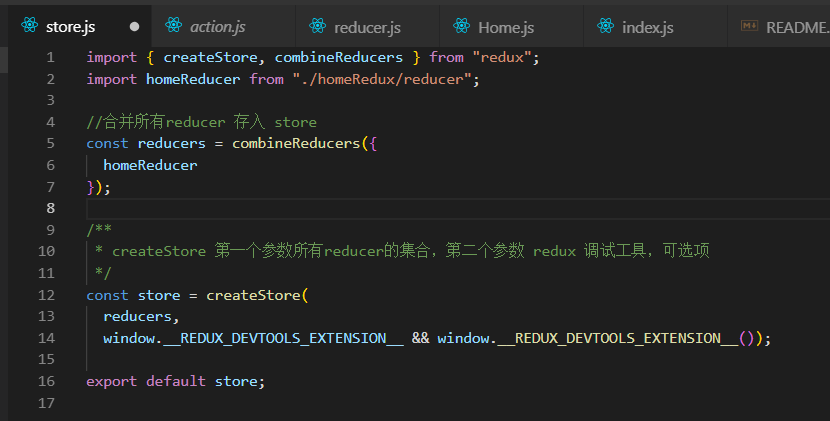 store.js action.js reducer.js Home.js index.js README.
1 import { createStore, combineReducers } from "redux";
2 import homeReducer from "./homeRedux/reducer";
3
4 //合并所有reducer 存入 store
5 const reducers = combineReducers({
6 homeReducer
7 });
8
9 /**
10 * createStore 第一个参数所有reducer的集合，第二个参数 redux 调试工具，可选项
11 */
12 const store = createStore(
13 reducers,
14 window.__REDUX_DEVTOOLS_EXTENSION__ && window.__REDUX_DEVTOOLS_EXTENSION__());
15
16 export default store;
17